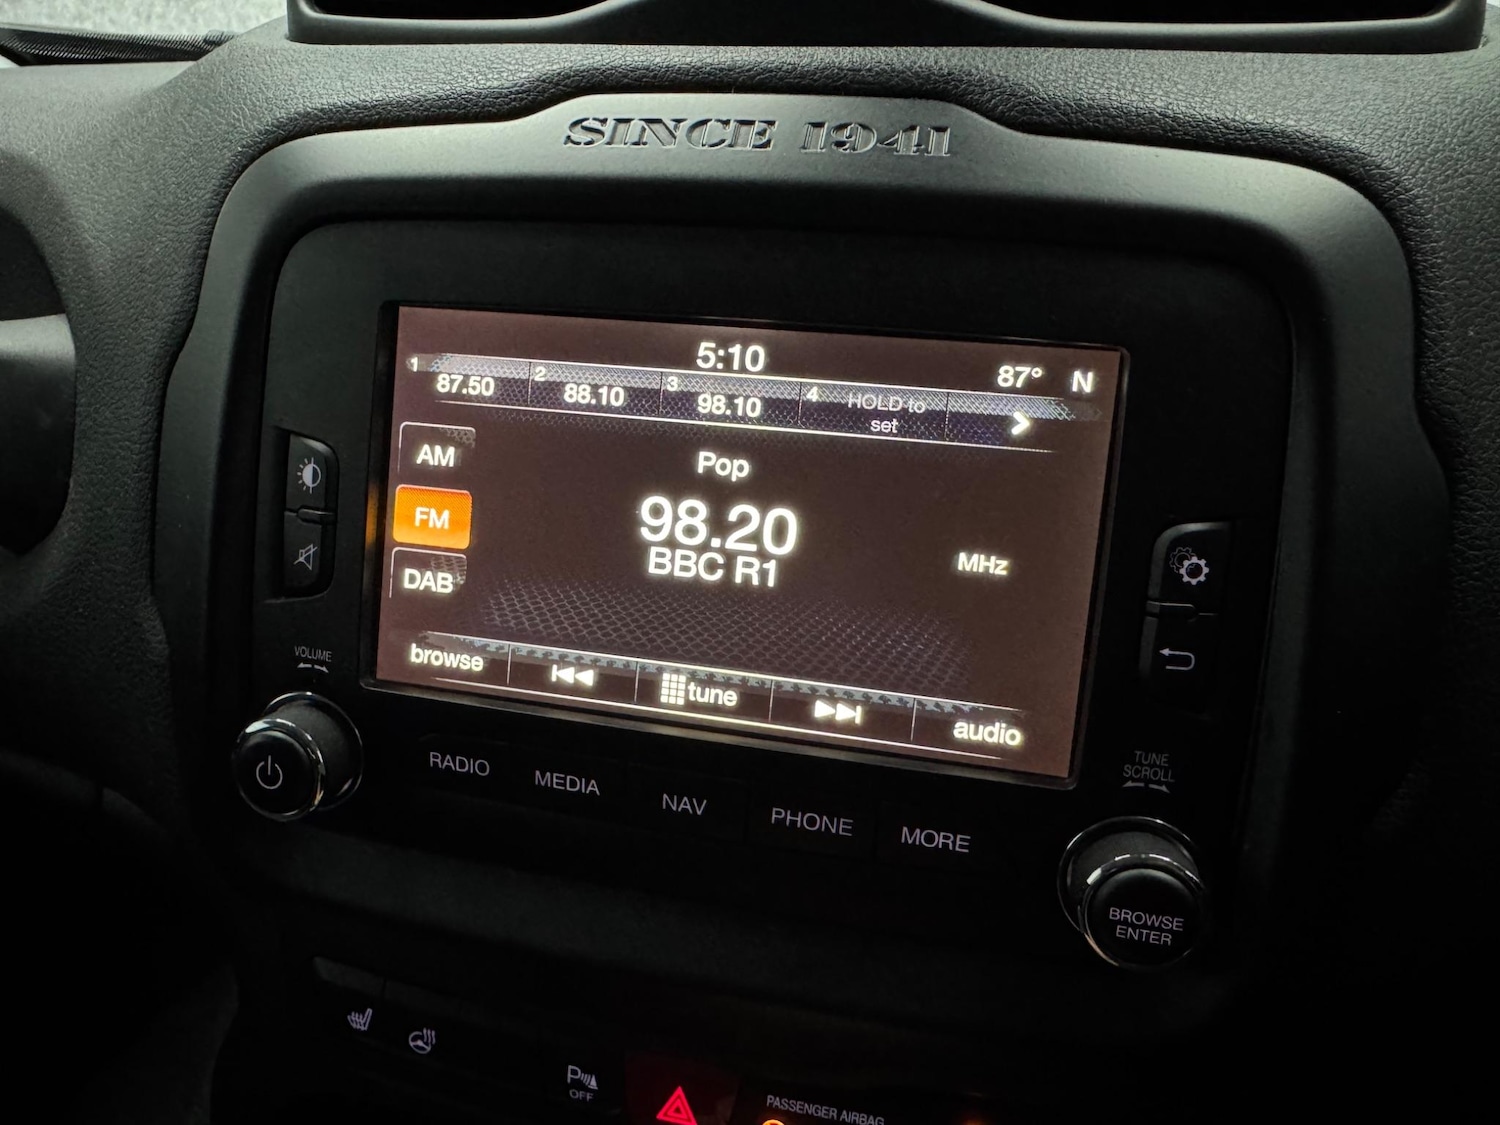 SINCE 1941
5:10
87° N
1 87.50
2 88.10
3 98.10
4 HOLD to
set
AM
FM
DAB
Pop
98.20
BBC R1
MHz
browse
tune
audio
VOLUME
RADIO
MEDIA
NAV
PHONE
MORE
TUNE
SCROLL
BROWSE
ENTER
P
OFF
PASSENGER AIRBAG